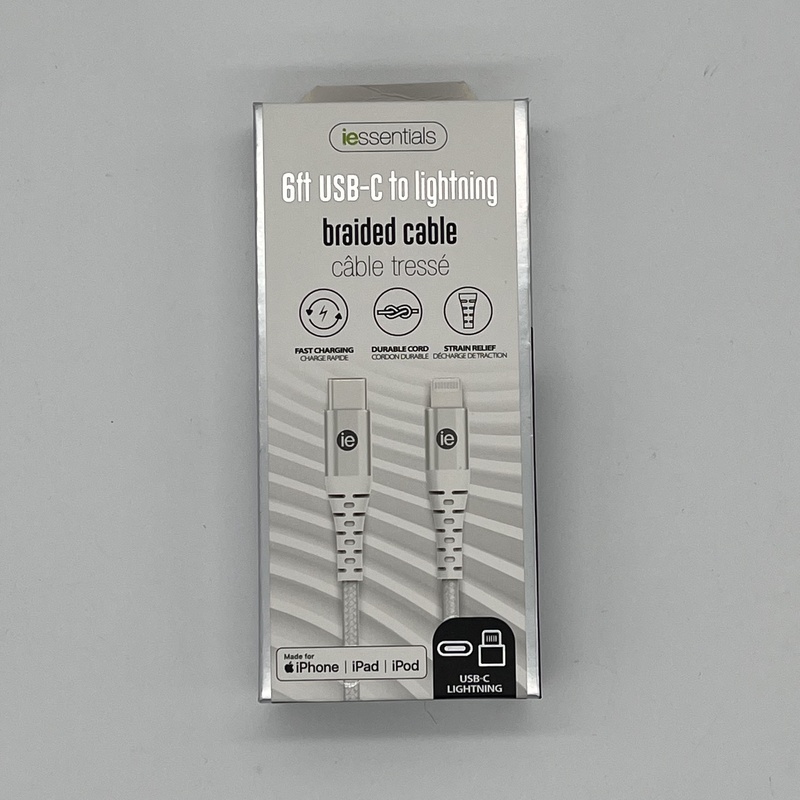 iessentials
6ft USB-C to lightning
braided cable
câble tressé
FAST CHARGING
CHARGE RAPIDE
DURABLE CORD
CORDON DURABLE
STRAIN RELIEF
DÉCHARGE DE TRACTION
ie
ie
Made for
iPhone | iPad | iPod
USB-C
LIGHTNING